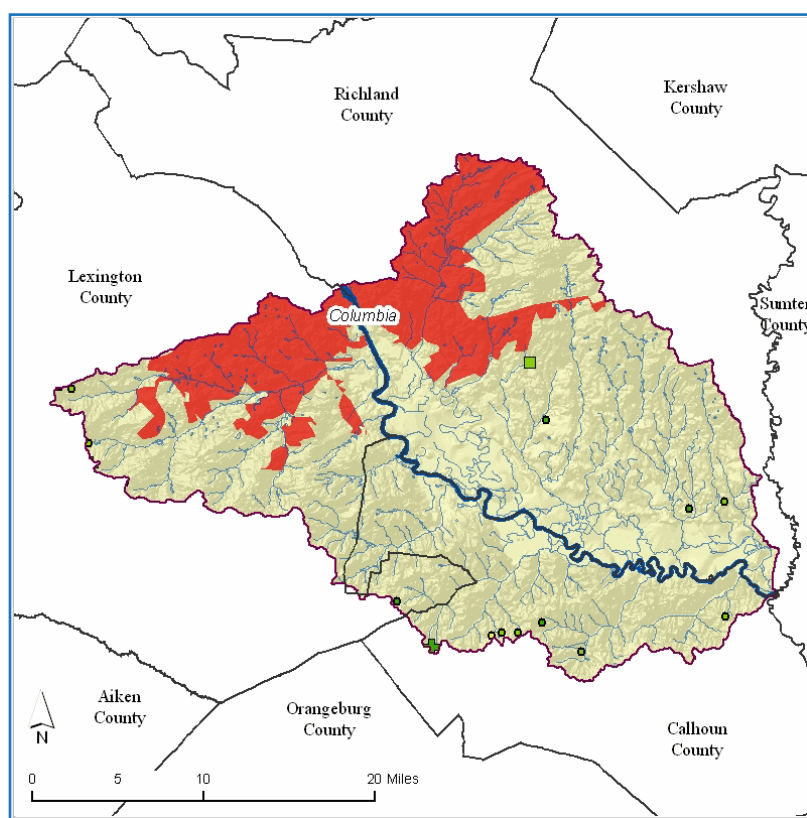 Richland
County
Kershaw
County
Lexington
County
Columbia
Sumter
County
Aiken
County
Orangeburg
County
Calhoun
County
N
0 5 10 20 Miles